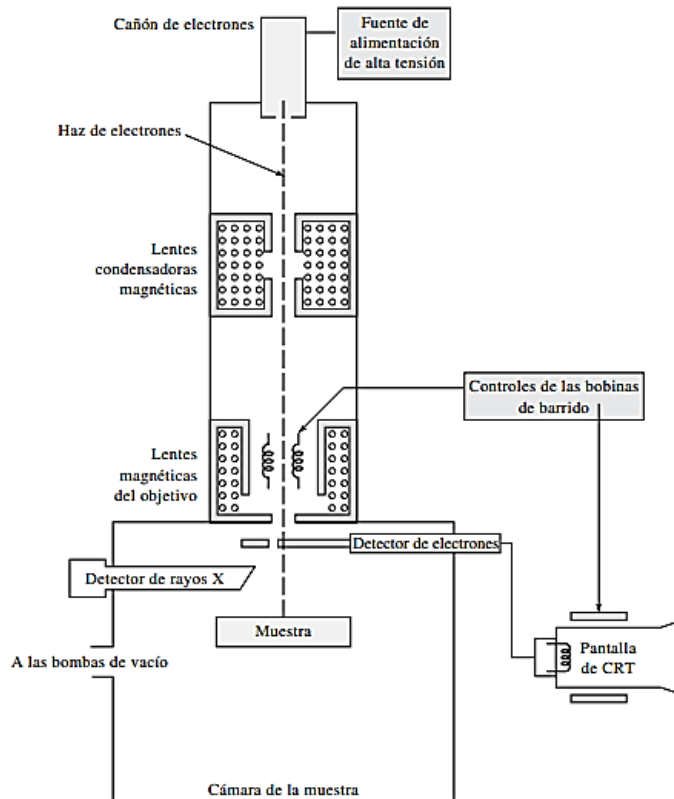 Cañón de electrones
Fuente de
alimentación
de alta tensión
Haz de electrones
Lentes
condensadoras
magnéticas
Controles de las bobinas
de barrido
Lentes
magnéticas
del objetivo
Detector de electrones
Detector de rayos X
Muestra
A las bombas de vacío
Pantalla
de CRT
Cámara de la muestra